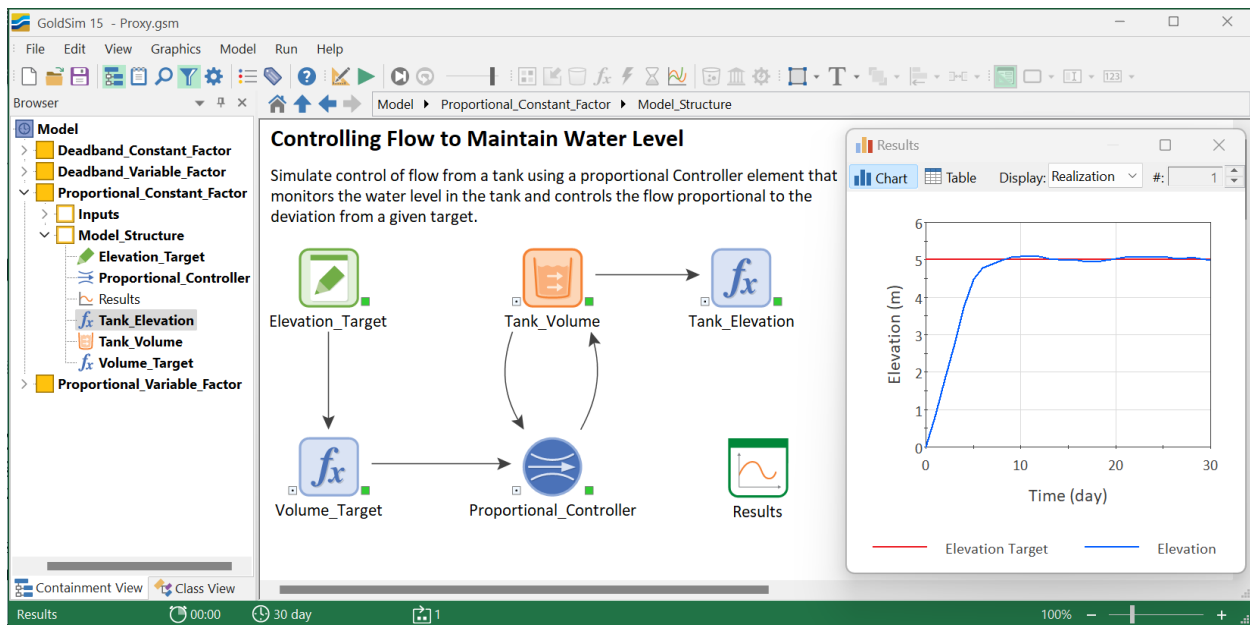 GoldSim 15 - Proxy.gsm
File Edit View Graphics Model Run Help
Browser
Model Proportional_Constant_Factor Model_Structure
Model
Deadband_Constant_Factor
Deadband_Variable_Factor
Proportional_Constant_Factor
Inputs
Model_Structure
Elevation_Target
Proportional_Controller
Results
Tank_Elevation
Tank_Volume
Volume_Target
Proportional_Variable_Factor
Containment View Class View
Controlling Flow to Maintain Water Level
Simulate control of flow from a tank using a proportional Controller element that
monitors the water level in the tank and controls the flow proportional to the
deviation from a given target.
Elevation_Target
Tank_Volume
Tank_Elevation
Volume_Target
Proportional_Controller
Results
Results
Chart Table Display: Realization #: 1
Elevation (m)
6
5
4
3
2
1
0
0 10 20 30
Time (day)
Elevation Target Elevation
Results 00:00 30 day 1 100%